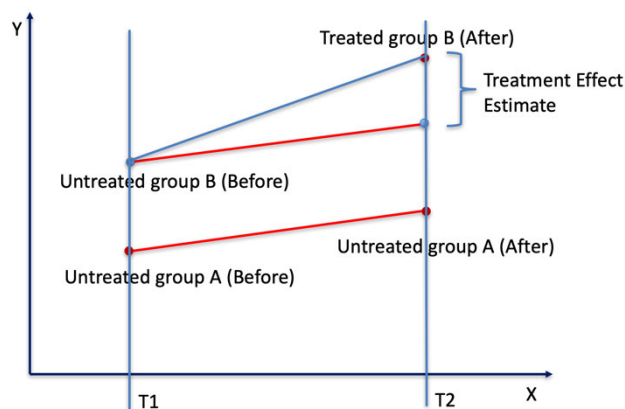 Y
Treated group B (After)
Treatment Effect
Estimate
Untreated group B (Before)
Untreated group A (After)
Untreated group A (Before)
T1
T2
X